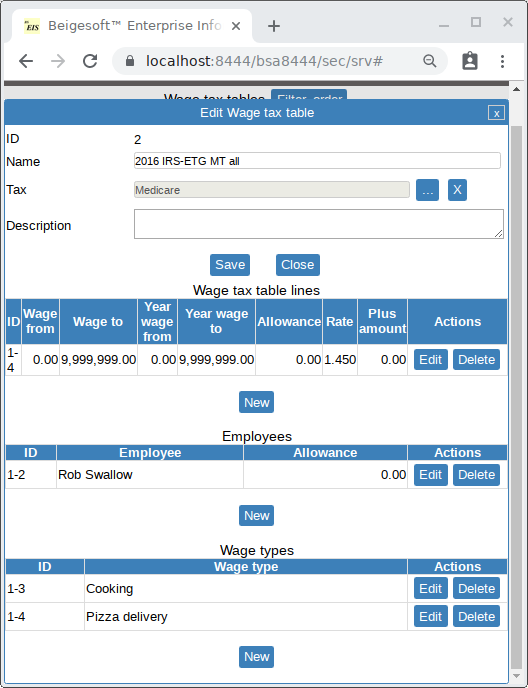 EIS Beigesoft™ Enterprise Info
localhost:8444/bsa8444/sec/srv#
Wage tax tables Filter, order
Edit Wage tax table x
ID 2
Name 2016 IRS-ETG MT all
Tax Medicare ... X
Description
Save Close
Wage tax table lines
ID Wage from Wage to Year wage from Year wage to Allowance Rate Plus amount Actions
1-4 0.00 9,999,999.00 0.00 9,999,999.00 0.00 1.450 0.00 Edit Delete
New
Employees
ID Employee Allowance Actions
1-2 Rob Swallow 0.00 Edit Delete
New
Wage types
ID Wage type Actions
1-3 Cooking Edit Delete
1-4 Pizza delivery Edit Delete
New